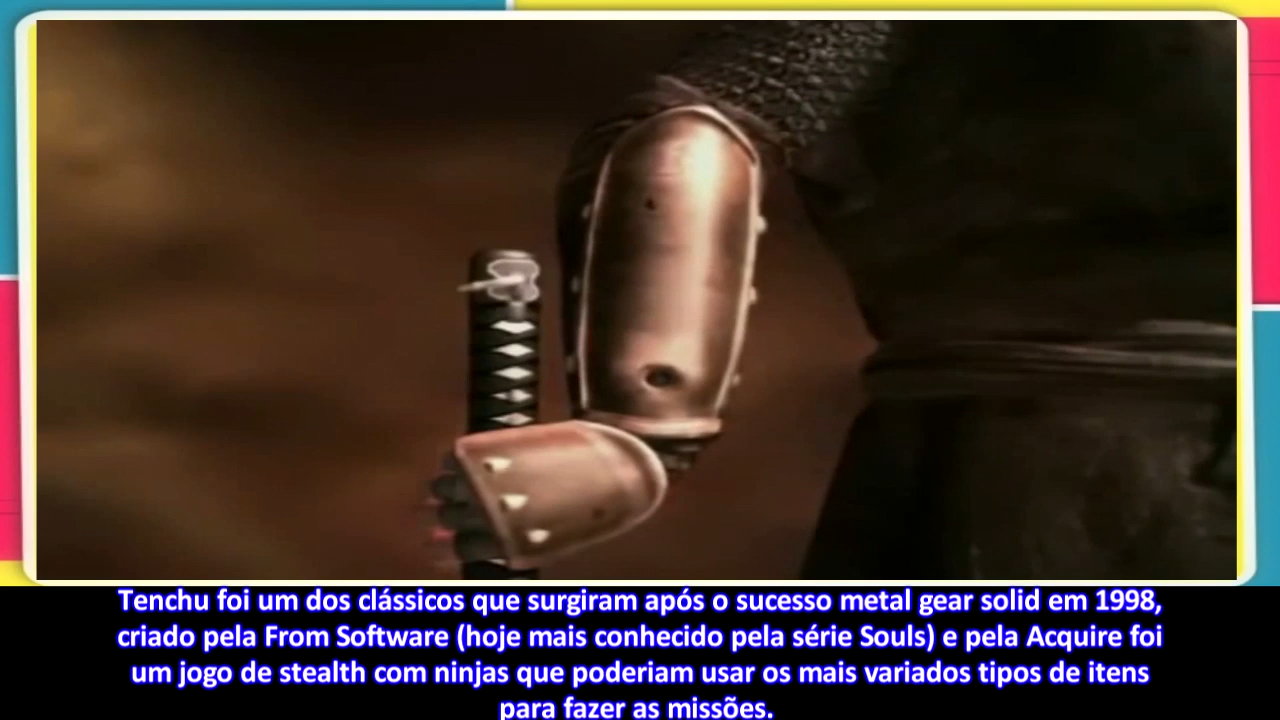 Tenchu foi um dos clássicos que surgiram após o sucesso metal gear solid em 1998,
criado pela From Software (hoje mais conhecido pela série Souls) e pela Acquire foi
um jogo de stealth com ninjas que poderiam usar os mais variados tipos de itens
para fazer as missões.